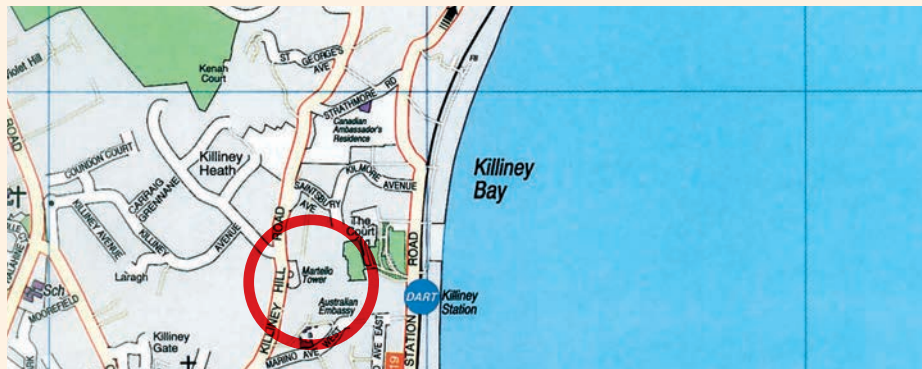 Violet Hill
Kenah
Court
ST
GEORGE'S
AVE
FB
STRATHMORE RD
Canadian
Ambassador's
Residence
ROAD
COUNDON COURT
Killiney
Heath
KILMORE
AVENUE
Killiney
Bay
CARRAIG
GRENNANE
SAINTSBURY
AVE
KILLINEY AVENUE
KILLINEY
AVENUE
The
Court
ROAD
ROAD
Laragh
Martello
Tower
KILLINEY HILL
Sch
MOOREFIELD
Australian
Embassy
DART
Killiney
Station
Killiney
Gate
MARINO AVE WEST
AVE EAST
STATION
119